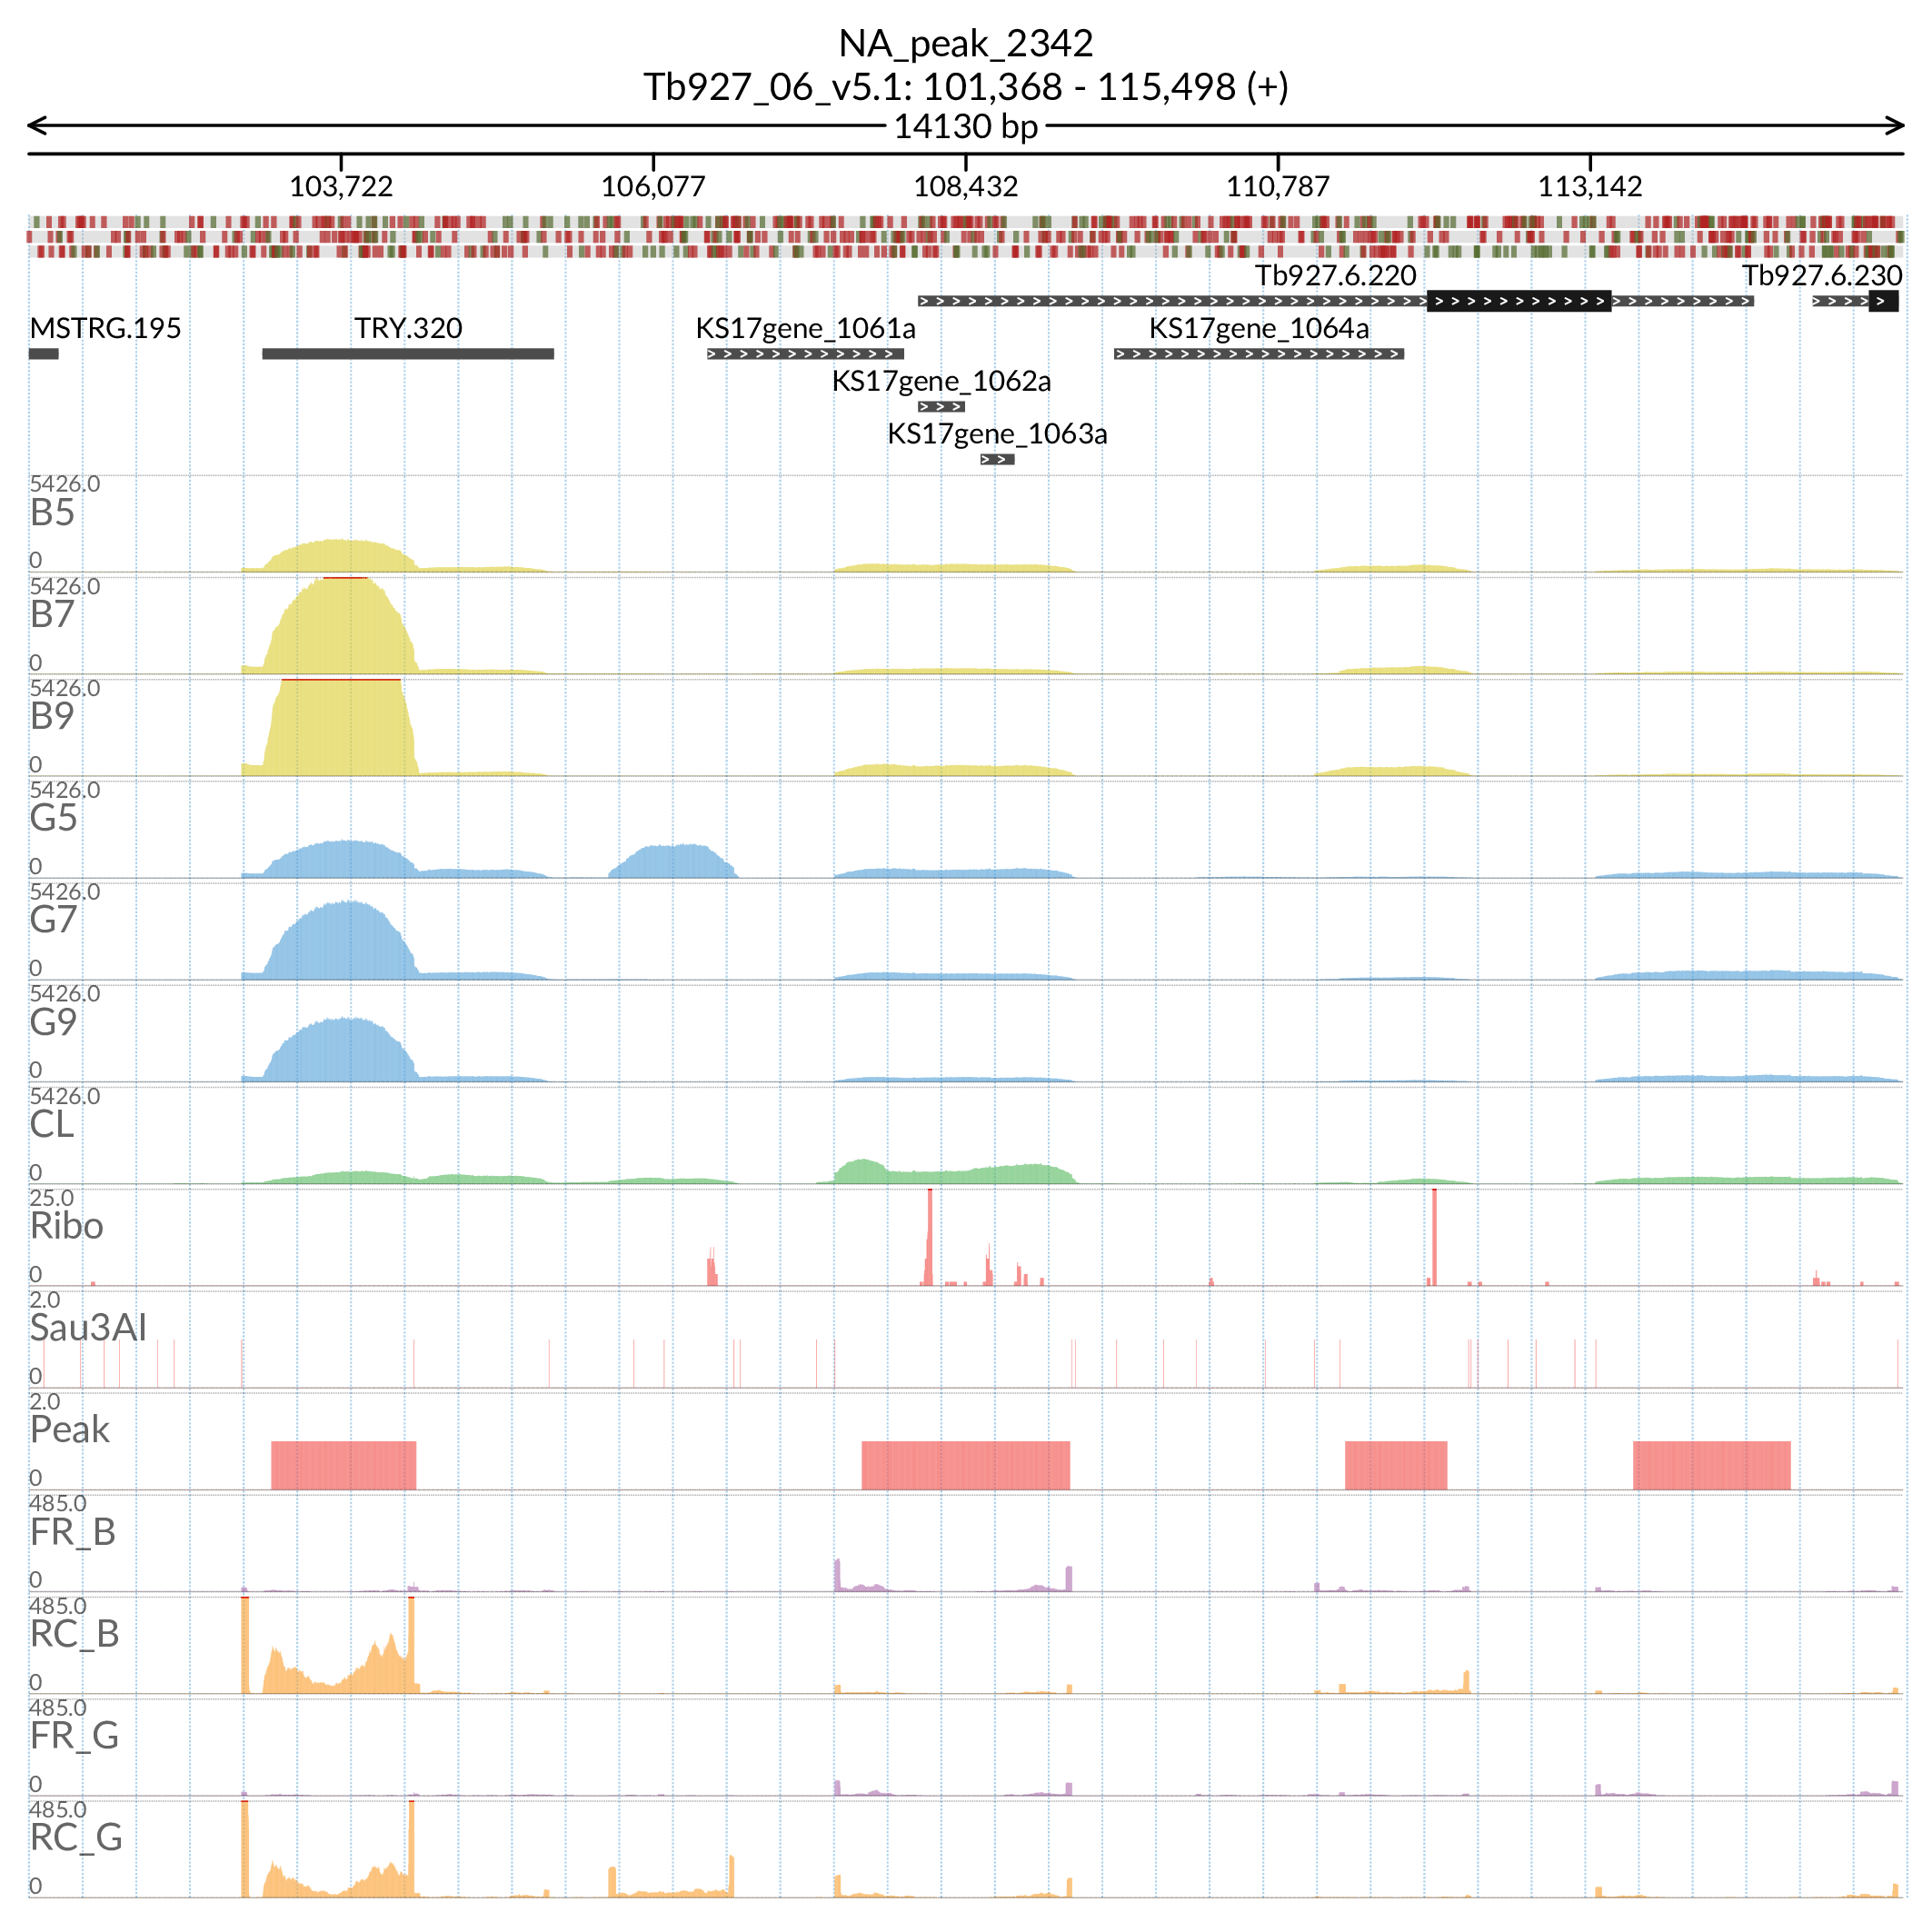 NA_peak_2342
Tb927_06_v5.1: 101,368 - 115,498 (+)
14130 bp
103,722 106,077 108,432 110,787 113,142
Tb927.6.220 Tb927.6.230
MSTRG.195 TRY.320 KS17gene_1061a KS17gene_1064a
KS17gene_1062a
KS17gene_1063a
5426.0
B5
0
5426.0
B7
0
5426.0
B9
0
5426.0
G5
0
5426.0
G7
0
5426.0
G9
0
5426.0
CL
0
25.0
Ribo
0
2.0
Sau3AI
0
2.0
Peak
0
485.0
FR_B
0
485.0
RC_B
0
485.0
FR_G
0
485.0
RC_G
0